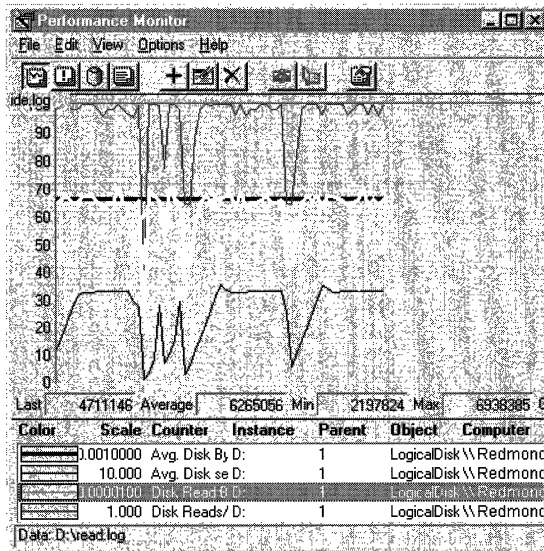 Performance Monitor
File Edit View Options Help
ide.log
90
80
70
60
50
40
30
20
10
0
Last 4711146 Average 6265056 Min 2197824 Max 6938385
Color Scale Counter Instance Parent Object Computer
0.0010000 Avg. Disk By D: 1 LogicalDisk \\Redmond
10.000 Avg. Disk se D: 1 LogicalDisk \\Redmond
0.0000100 Disk Read B D: 1 LogicalDisk \\Redmond
1.000 Disk Reads/ D: 1 LogicalDisk \\Redmond
Data: D:\read.log